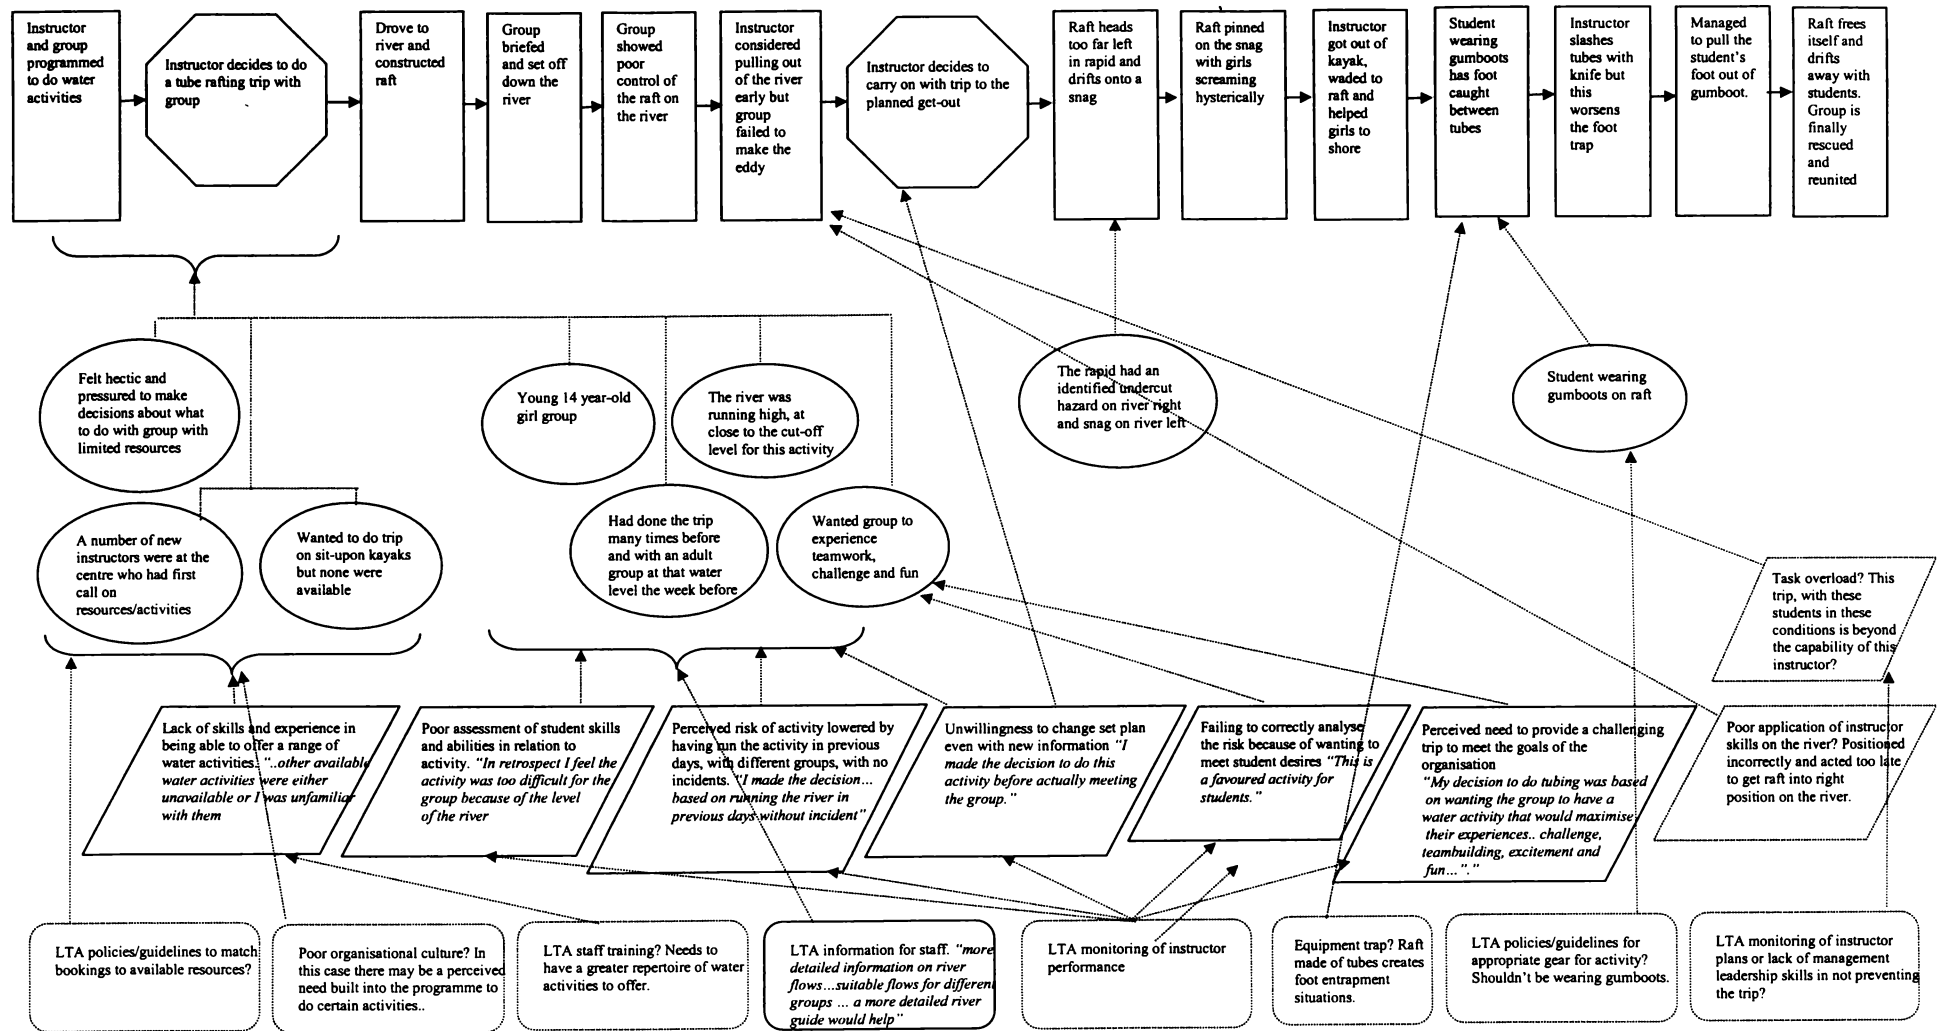 Instructor
and group
programmed
to do water
activities
Instructor decides to do
a tube rafting trip with
group
Drove to
river and
constructed
raft
Group
briefed
and set off
down the
river
Group
showed
poor
control of
the raft on
the river
Instructor
considered
pulling out
of the river
early but
group
failed to
make the
eddy
Instructor decides to
carry on with trip to the
planned get-out
Raft heads
too far left
in rapid and
drifts onto a
snag
Raft pinned
on the snag
with girls
screaming
hysterically
Instructor
got out of
kayak,
waded to
raft and
helped
girls to
shore
Student
wearing
gumboots
has foot
caught
between
tubes
Instructor
slashes
tubes with
knife but
this
worsens
the foot
trap
Managed
to pull the
student's
foot out of
gumboot.
Raft frees
itself and
drifts
away with
students.
Group is
finally
rescued
and
reunited
Felt hectic and
pressured to make
decisions about what
to do with group with
limited resources
Young 14 year-old
girl group
The river was
running high, at
close to the cut-off
level for this activity
The rapid had an
identified undercut
hazard on river right
and snag on river left
Student wearing
gumboots on raft
A number of new
instructors were at the
centre who had first
call on
resources/activities
Wanted to do trip
on sit-upon kayaks
but none were
available
Had done the trip
many times before
and with an adult
group at that water
level the week before
Wanted group to
experience
teamwork,
challenge and fun
Task overload? This
trip, with these
students in these
conditions is beyond
the capability of this
instructor?
Lack of skills and experience in
being able to offer a range of
water activities. "..other available
water activities were either
unavailable or I was unfamiliar
with them
Poor assessment of student skills
and abilities in relation to
activity. "In retrospect I feel the
activity was too difficult for the
group because of the level
of the river
Perceived risk of activity lowered by
having run the activity in previous
days, with different groups, with no
incidents. "I made the decision…
based on running the river in
previous days without incident"
Unwillingness to change set plan
even with new information "I
made the decision to do this
activity before actually meeting
the group."
Failing to correctly analyse
the risk because of wanting to
meet student desires "This is
a favoured activity for
students."
Perceived need to provide a challenging
trip to meet the goals of the
organisation
"My decision to do tubing was based
on wanting the group to have a
water activity that would maximise
their experiences.. challenge,
teambuilding, excitement and
fun…"."
Poor application of instructor
skills on the river? Positioned
incorrectly and acted too late
to get raft into right
position on the river.
LTA policies/guidelines to match
bookings to available resources?
Poor organisational culture? In
this case there may be a perceived
need built into the programme to
do certain activities..
LTA staff training? Needs to
have a greater repertoire of water
activities to offer.
LTA information for staff. "more
detailed information on river
flows…suitable flows for different
groups … a more detailed river
guide would help"
LTA monitoring of instructor
performance
Equipment trap? Raft
made of tubes creates
foot entrapment
situations.
LTA policies/guidelines for
appropriate gear for activity?
Shouldn't be wearing gumboots.
LTA monitoring of instructor
plans or lack of management
leadership skills in not preventing
the trip?